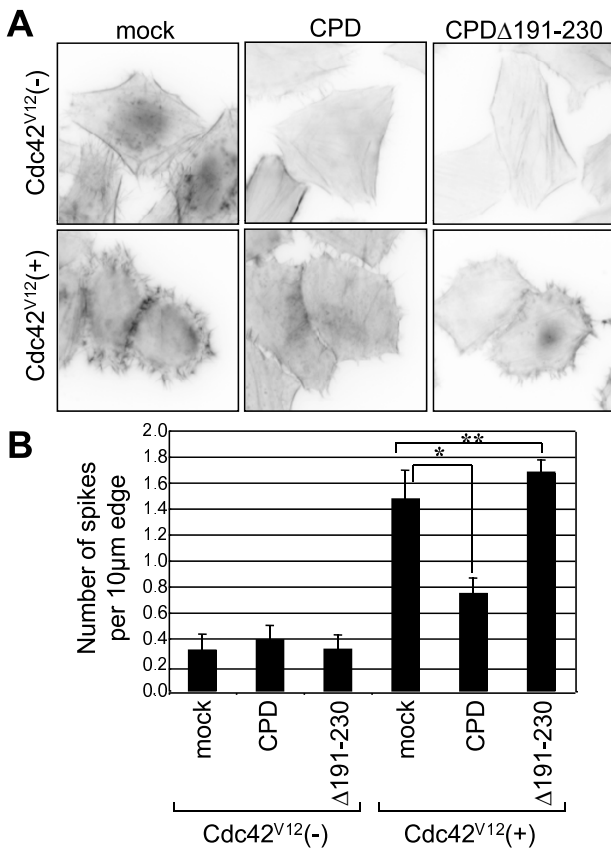 A
mock CPD CPDΔ191-230
Cdc42V12(-)
Cdc42V12(+)
B
Number of spikes
per 10μm edge
2.0
1.8
1.6
1.4
1.2
1.0
0.8
0.6
0.4
0.2
0.0
**
*
mock CPD Δ191-230 mock CPD Δ191-230
Cdc42V12(-) Cdc42V12(+)